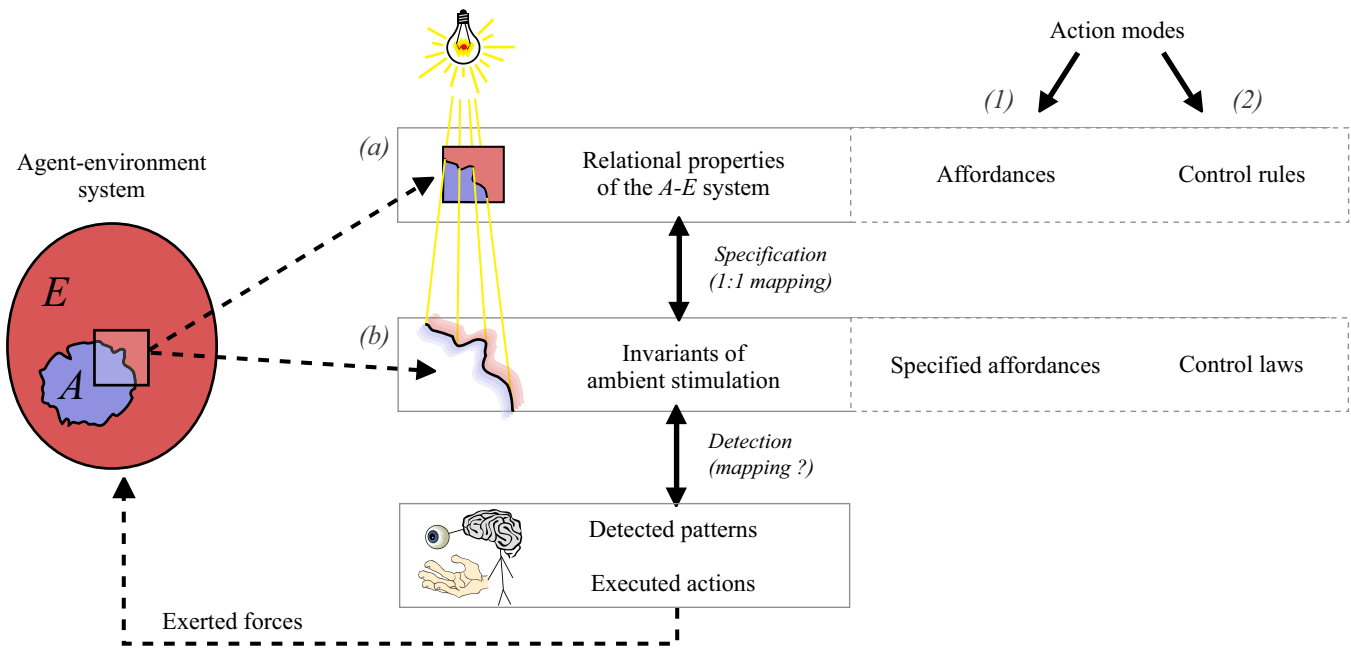 Action modes
(1)
(2)
(a)
Relational properties
of the A-E system
Affordances
Control rules
Agent-environment
system
E
A
Specification
(1:1 mapping)
(b)
Invariants of
ambient stimulation
Specified affordances
Control laws
Detection
(mapping ?)
Detected patterns
Executed actions
Exerted forces